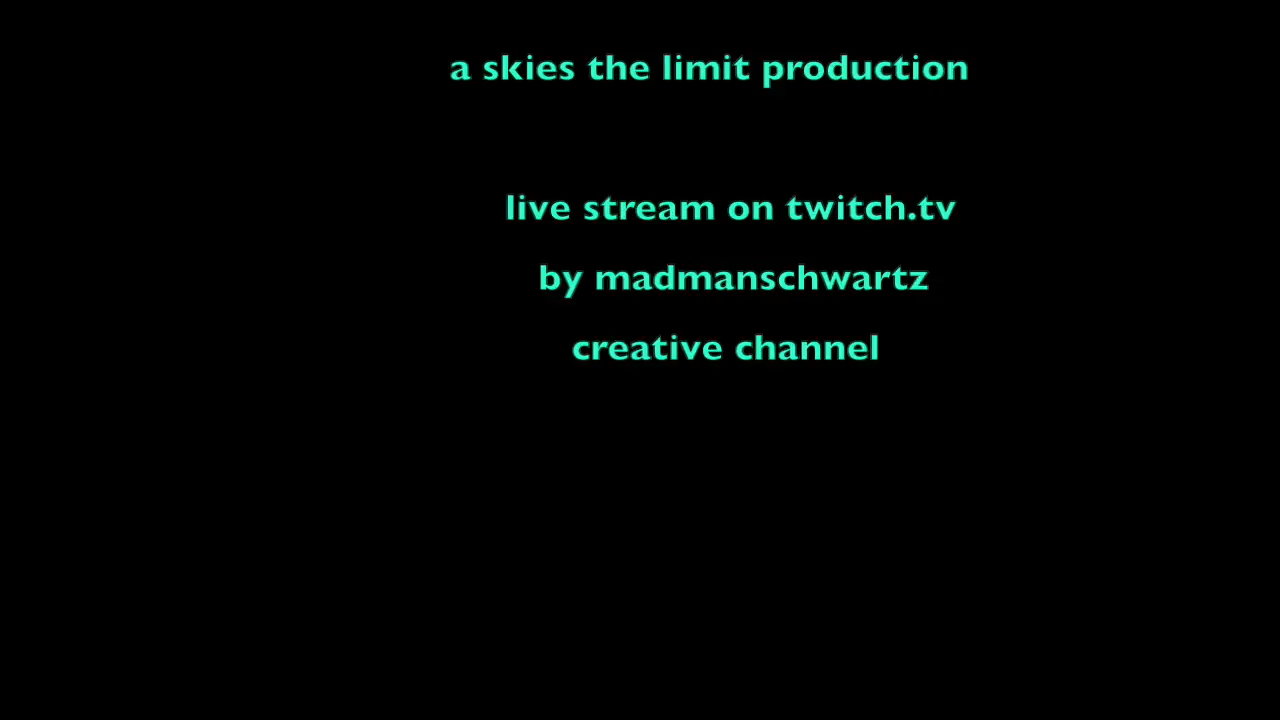 a skies the limit production
live stream on twitch.tv
by madmanschwartz
creative channel